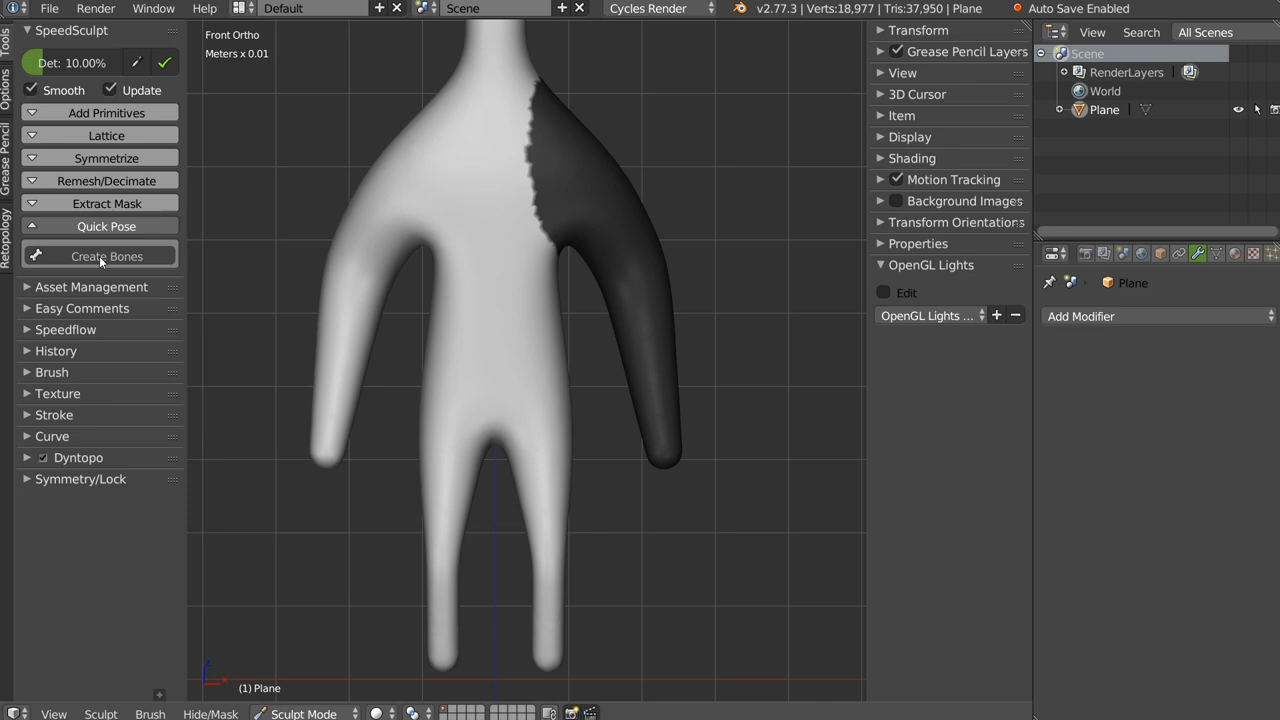 File Render Window Help Default Scene Cycles Render v2.77.3 | Verts:18,977 | Tris:37,950 | Plane Auto Save Enabled
Tools
Options
Grease Pencil
Retopology
SpeedSculpt
Det: 10.00%
Smooth Update
Add Primitives
Lattice
Symmetrize
Remesh/Decimate
Extract Mask
Quick Pose
Create Bones
Asset Management
Easy Comments
Speedflow
History
Brush
Texture
Stroke
Curve
Dyntopo
Symmetry/Lock
Front Ortho
Meters x 0.01
(1) Plane
Transform
Grease Pencil Layers
View
3D Cursor
Item
Display
Shading
Motion Tracking
Background Images
Transform Orientations
Properties
OpenGL Lights
Edit
OpenGL Lights ...
View Search All Scenes
Scene
RenderLayers
World
Plane
Plane
Add Modifier
View Sculpt Brush Hide/Mask Sculpt Mode